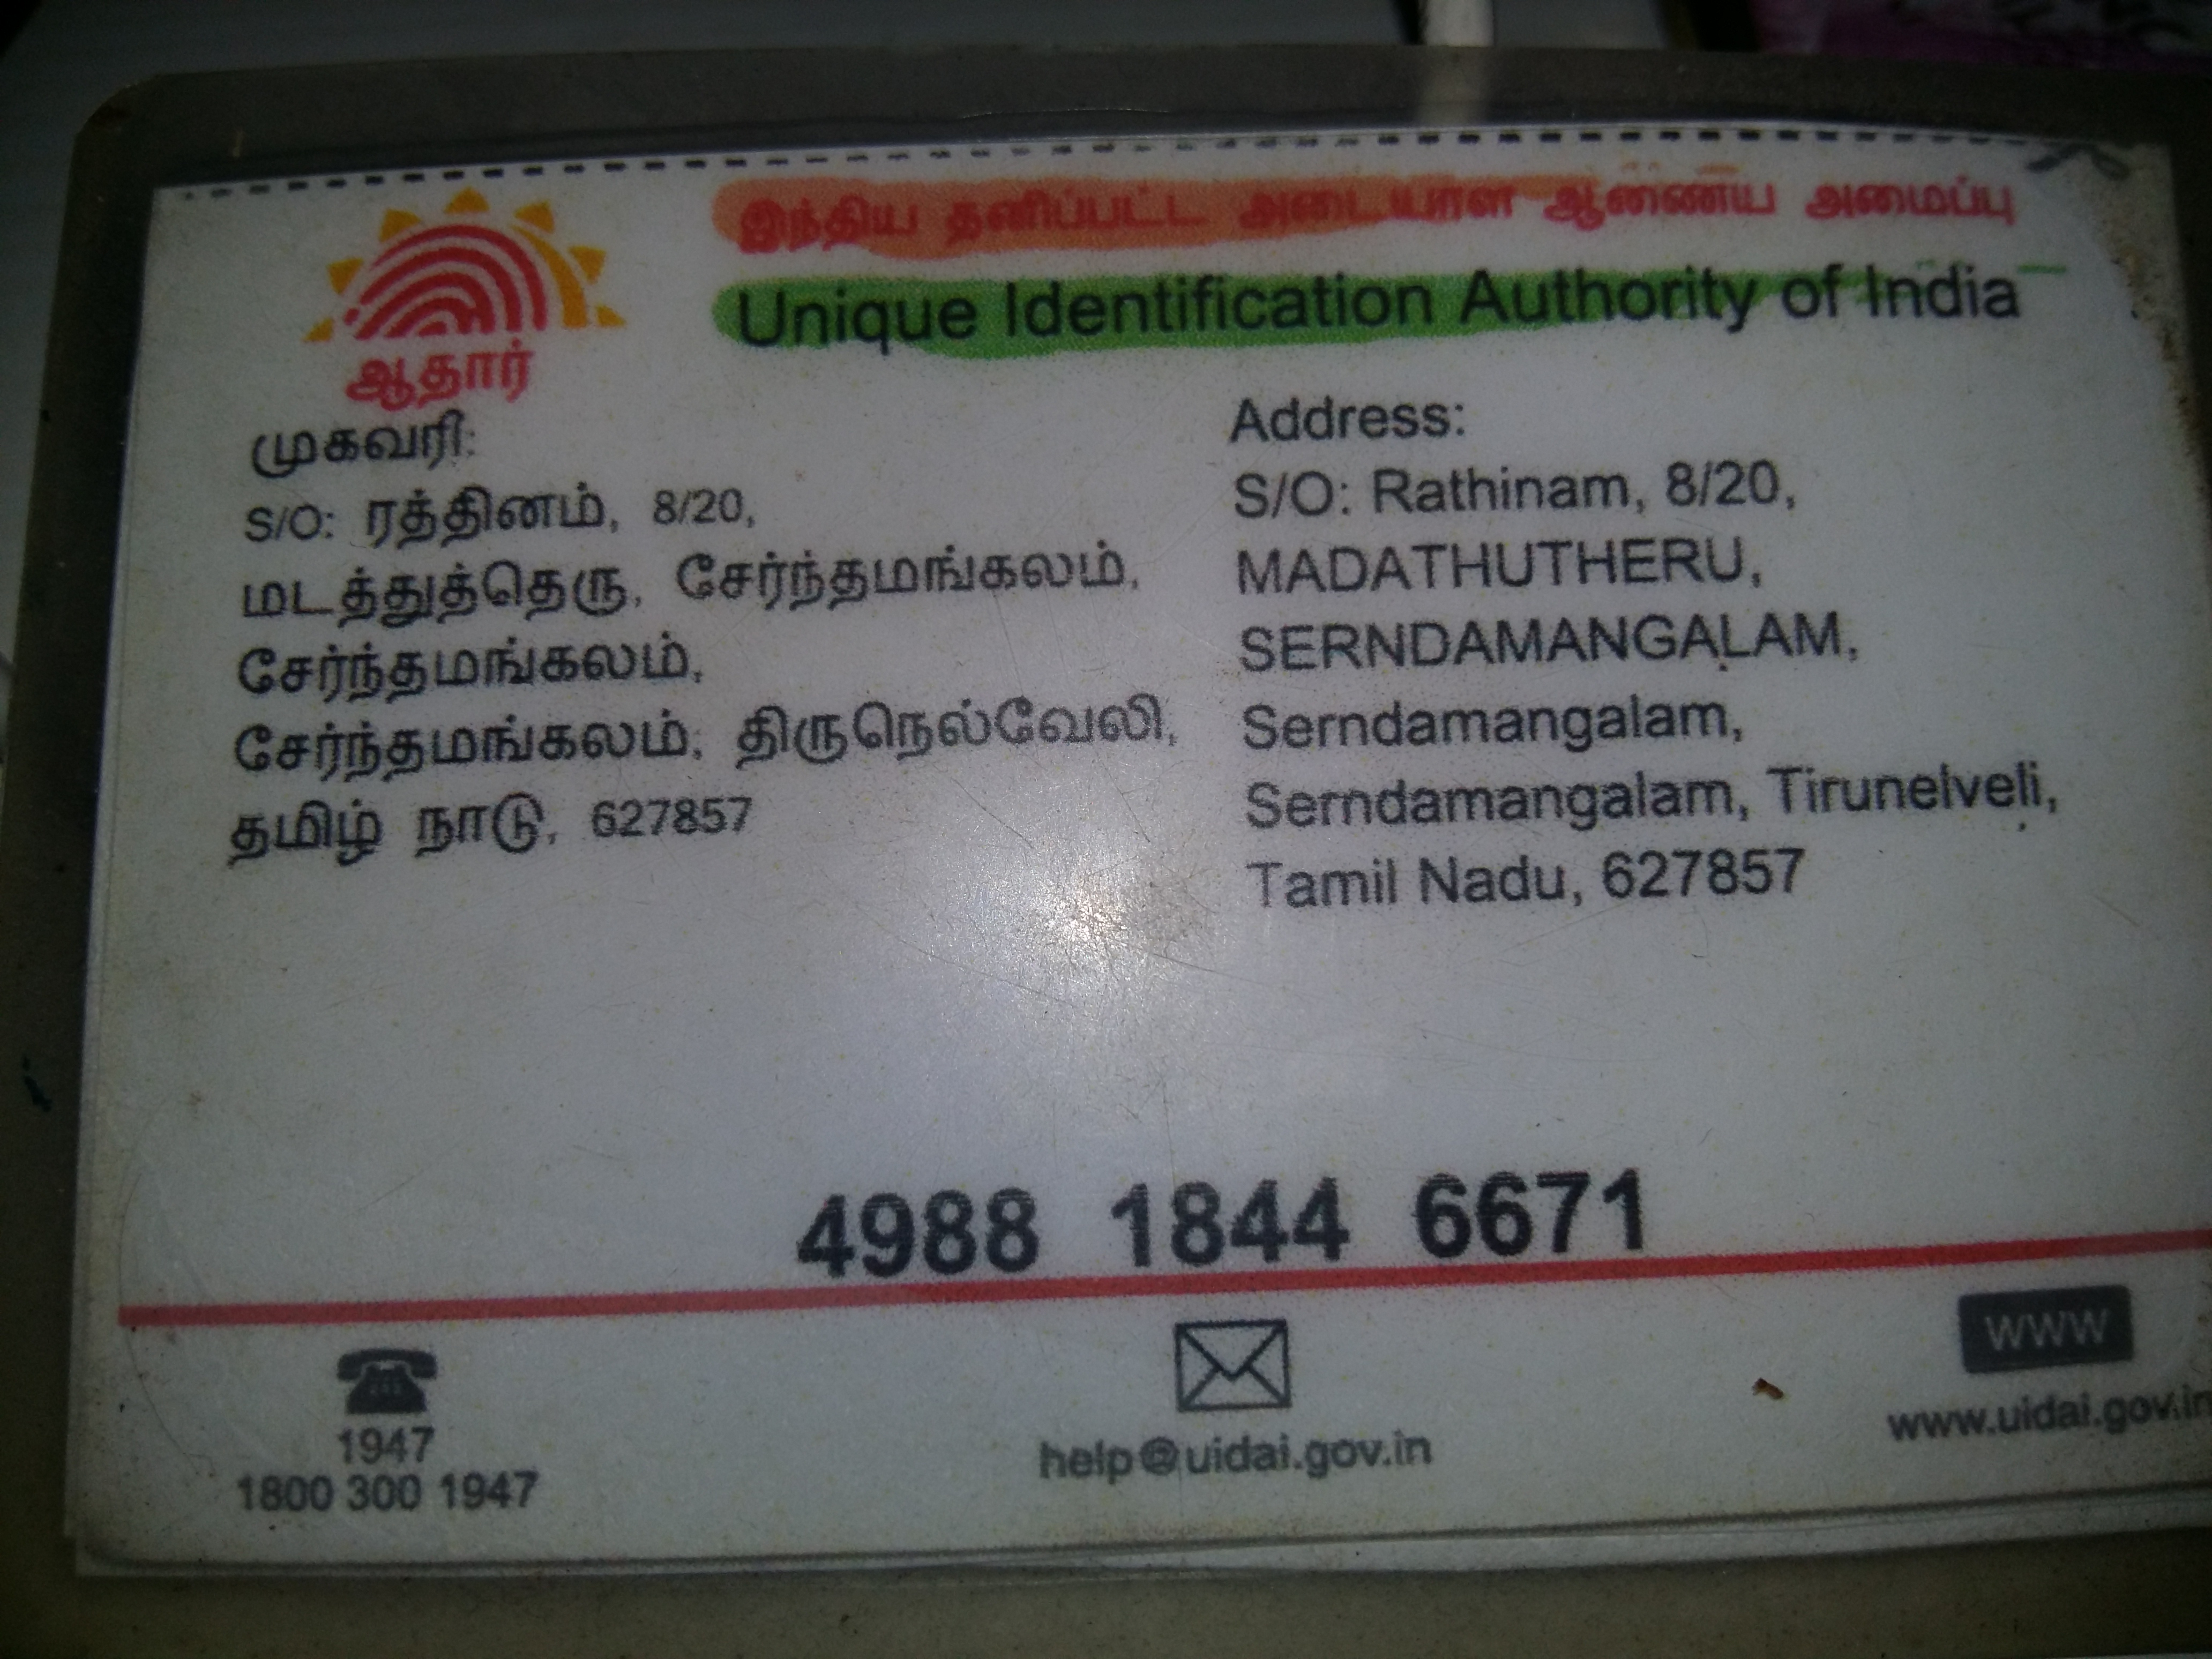 இந்திய தனிப்பட்ட அடையாள ஆணைய அமைப்பு
Unique Identification Authority of India
ஆதார்
முகவரி:
S/O: ரத்தினம், 8/20,
மடத்துத்தெரு, சேர்ந்தமங்கலம்,
சேர்ந்தமங்கலம்,
சேர்ந்தமங்கலம்; திருநெல்வேலி,
தமிழ் நாடு, 627857
Address:
S/O: Rathinam, 8/20,
MADATHUTHERU,
SERNDAMANGALAM,
Serndamangalam,
Serndamangalam, Tirunelveli,
Tamil Nadu, 627857
4988 1844 6671
1947
1800 300 1947
help@uidai.gov.in
WWW
www.uidai.gov.in